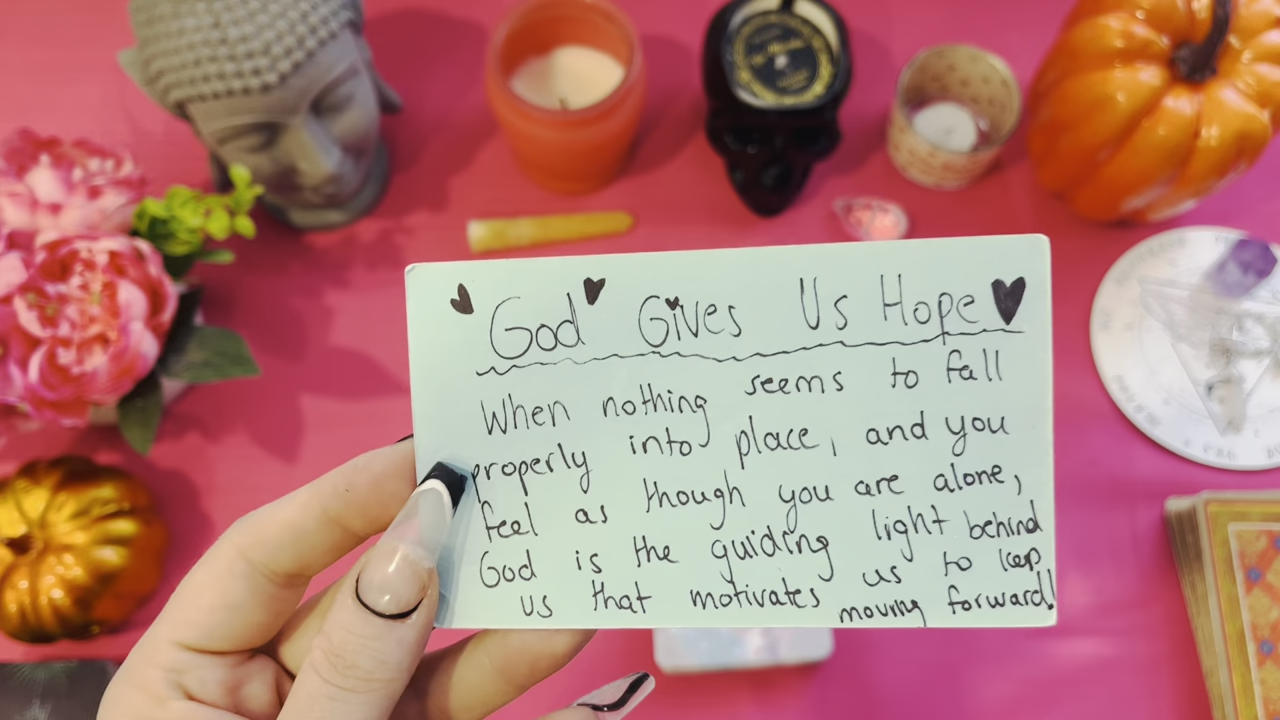 God Gives Us Hope
When nothing seems to fall
properly into place, and you
feel as though you are alone,
God is the guiding light behind
us that motivates us to keep
moving forward!